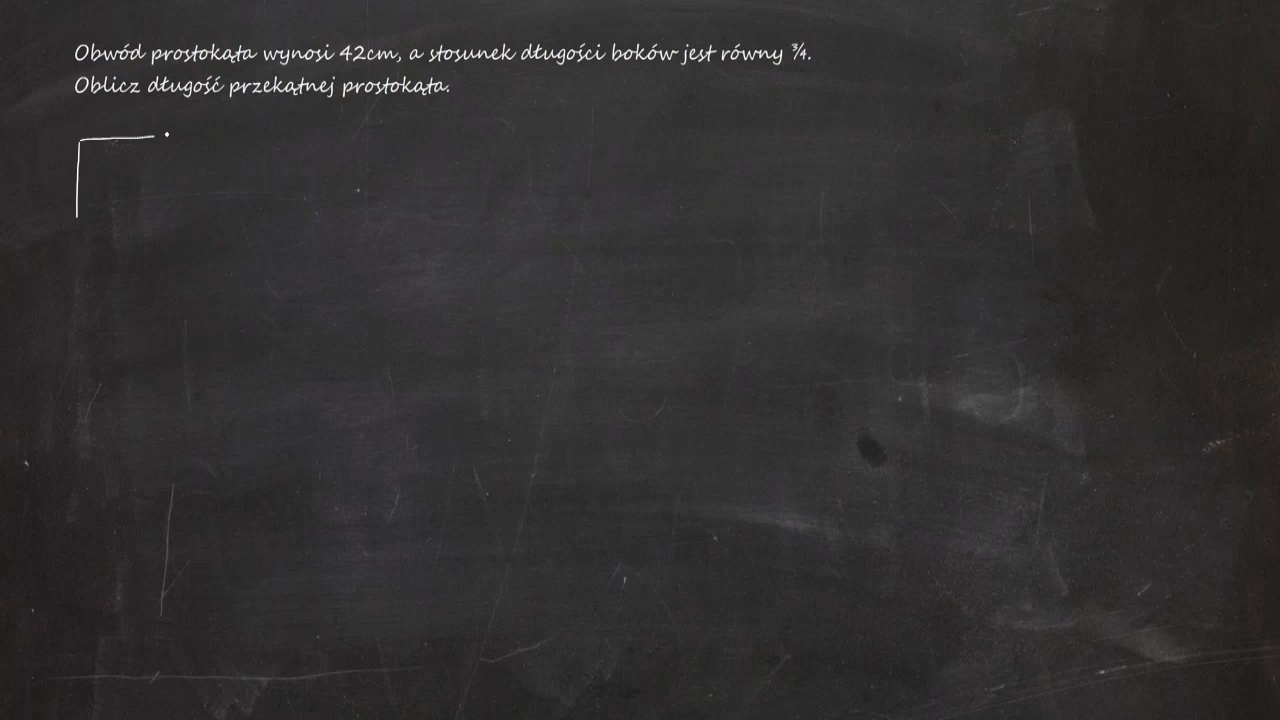 Obwód prostokąta wynosi 42cm, a stosunek długości boków jest równy ¾.
Oblicz długość przekątnej prostokąta.